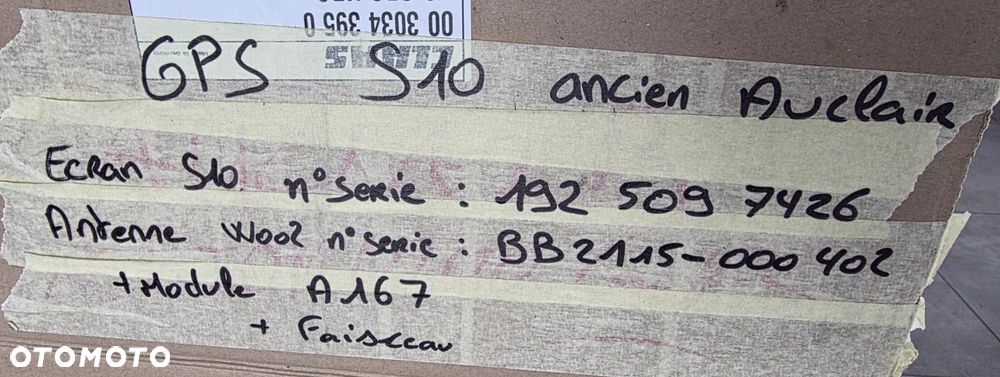 00 3034 395 0
CLAAS
GPS S10 ancien Auclair
Ecran S10 n° serie : 192 509 7426
Antenne W002 n° serie : BB2115-000402
+ Module A167
+ Faisceau
OTOMOTO